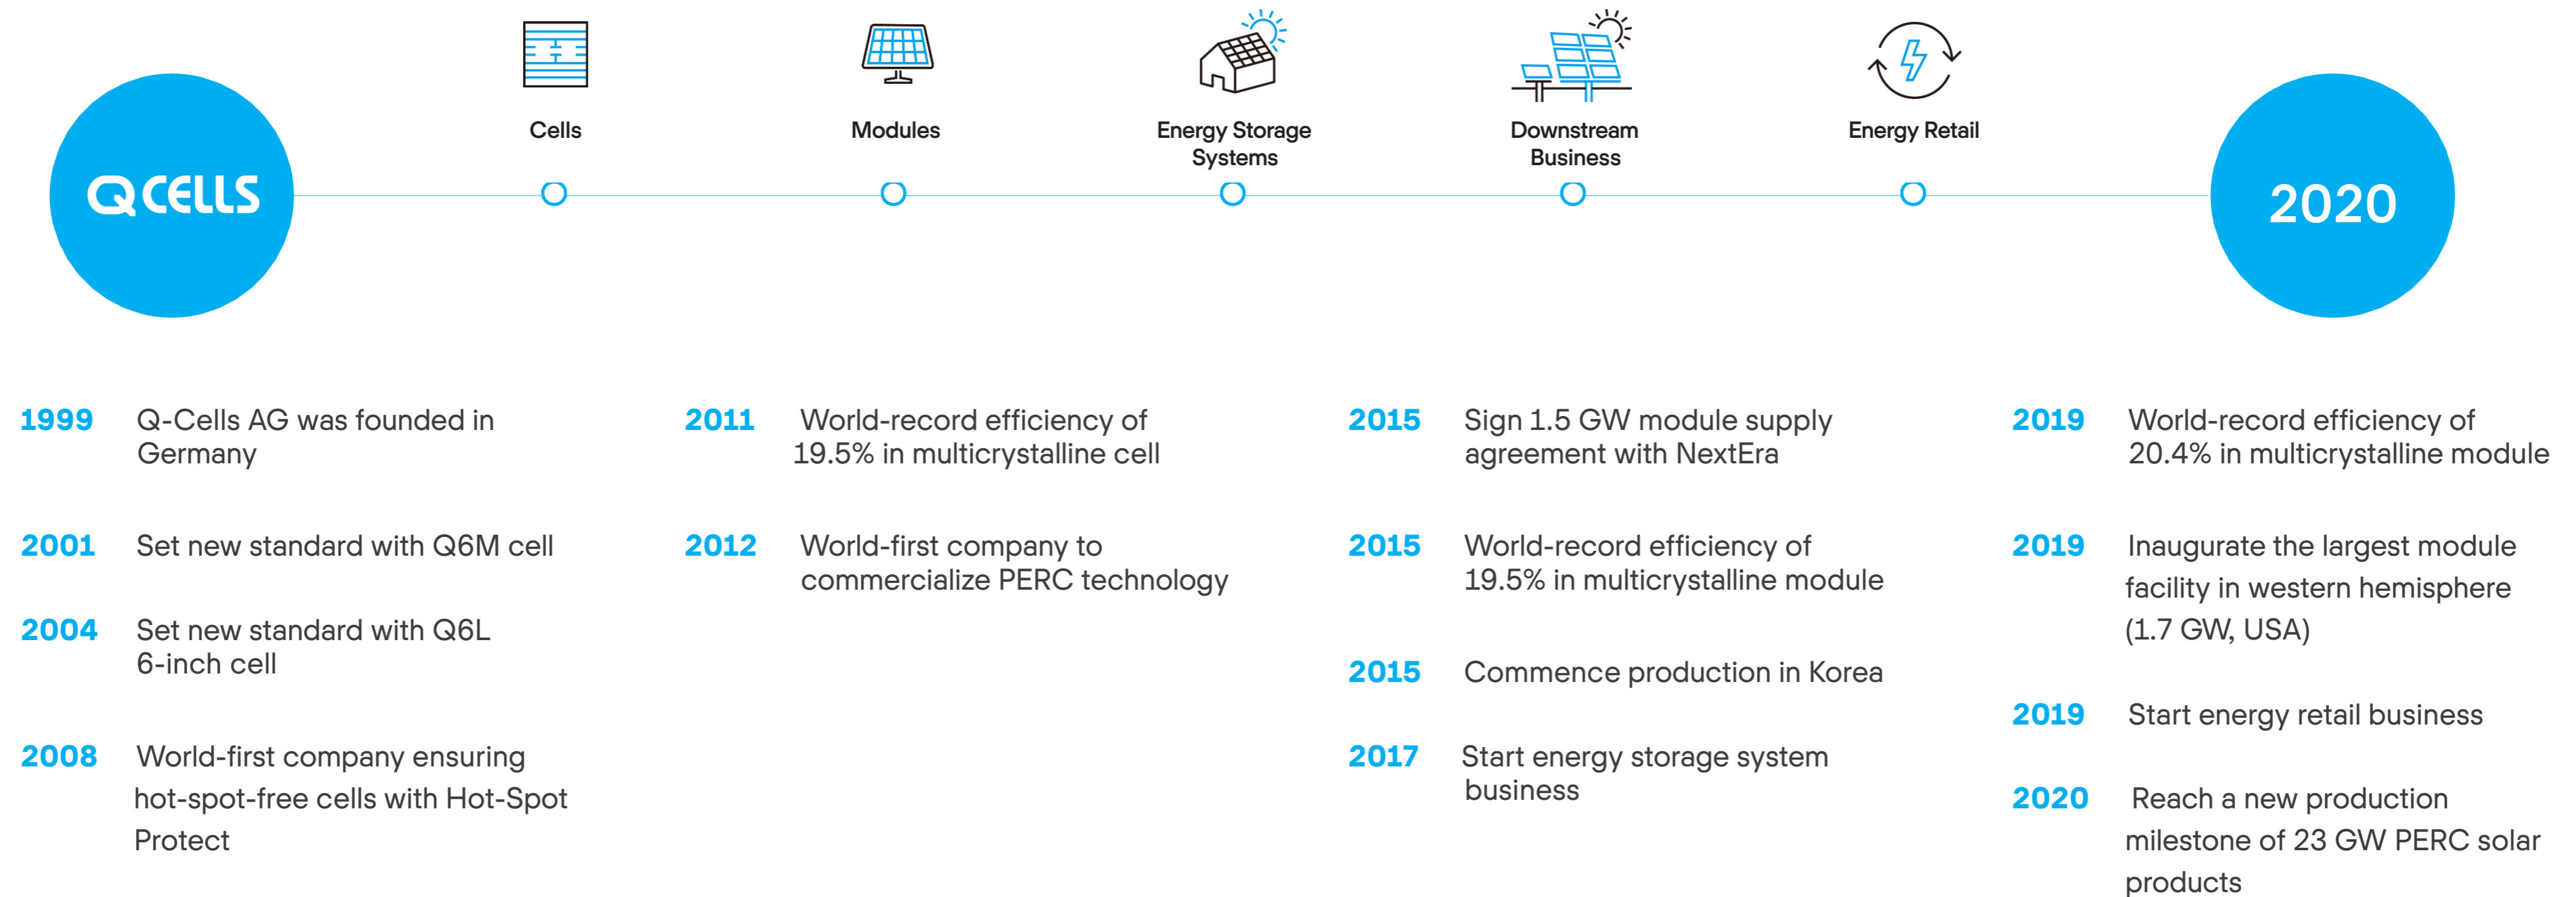 Q CELLS
Cells
Modules
Energy Storage
Systems
Downstream
Business
Energy Retail
2020
1999 Q-Cells AG was founded in
Germany
2001 Set new standard with Q6M cell
2004 Set new standard with Q6L
6-inch cell
2008 World-first company ensuring
hot-spot-free cells with Hot-Spot
Protect
2011 World-record efficiency of
19.5% in multicrystalline cell
2012 World-first company to
commercialize PERC technology
2015 Sign 1.5 GW module supply
agreement with NextEra
2015 World-record efficiency of
19.5% in multicrystalline module
2015 Commence production in Korea
2017 Start energy storage system
business
2019 World-record efficiency of
20.4% in multicrystalline module
2019 Inaugurate the largest module
facility in western hemisphere
(1.7 GW, USA)
2019 Start energy retail business
2020 Reach a new production
milestone of 23 GW PERC solar
products